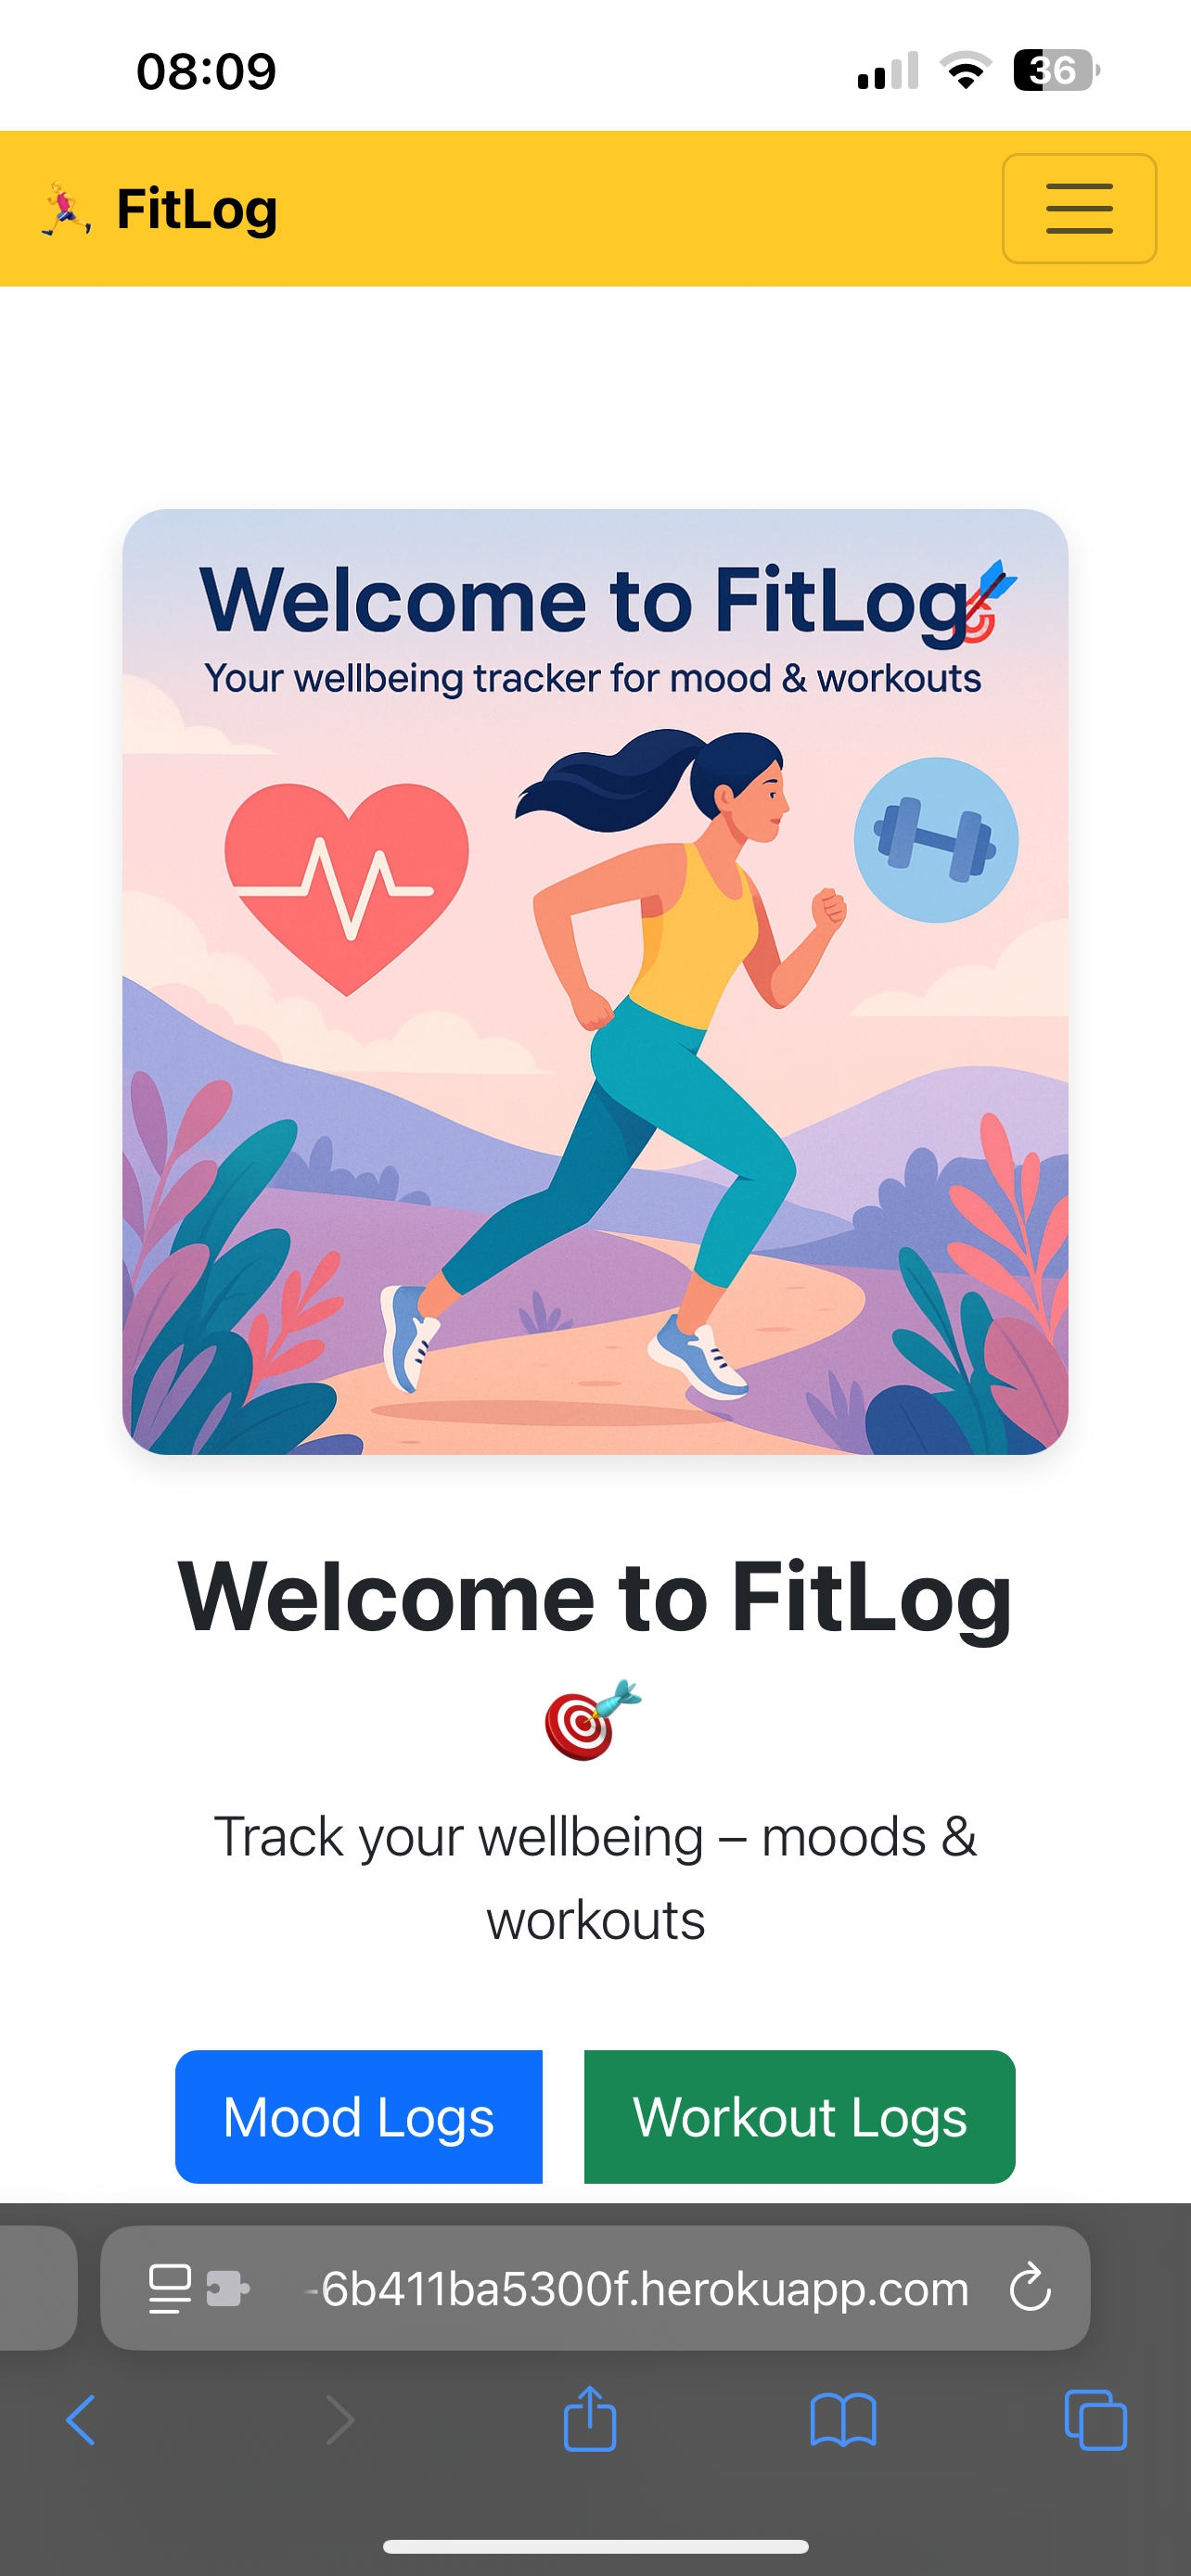 08:09
36
FitLog
Welcome to FitLog
Your wellbeing tracker for mood & workouts
Welcome to FitLog
Track your wellbeing – moods &
workouts
Mood Logs
Workout Logs
-6b411ba5300f.herokuapp.com